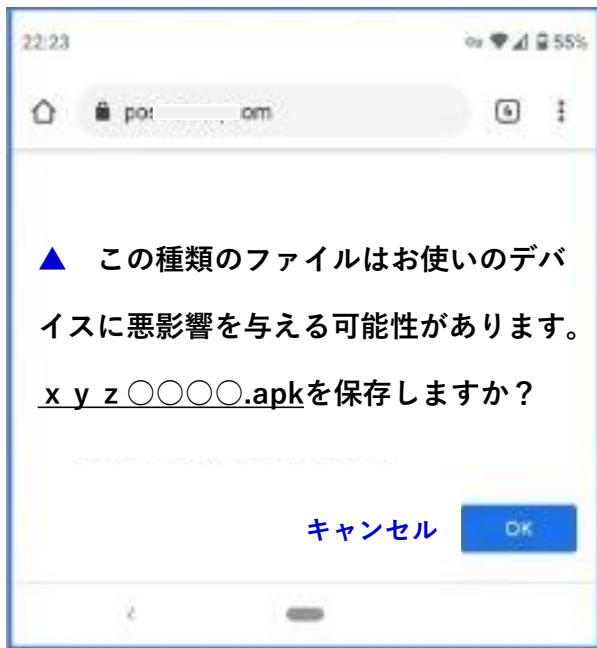 22:23 55%
pos om 6
▲ この種類のファイルはお使いのデバ
イスに悪影響を与える可能性があります。
ｘｙｚ○○○○.apkを保存しますか？
キャンセル OK